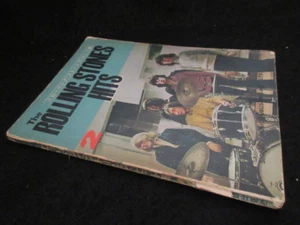 The
ROLLING STONES
HITS
2